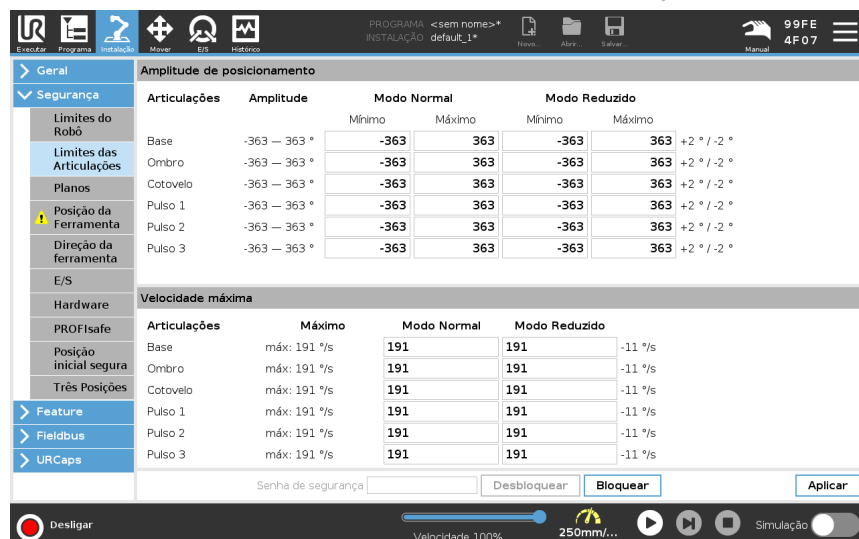 PROGRAMA <sem nome>*
INSTALAÇÃO default_1*
Executar Programa Instalação Mover E/S Histórico Novo... Abrir... Salvar... Manual
99FE
4F07
Geral
Segurança
Limites do
Robô
Limites das
Articulações
Planos
Posição da
Ferramenta
Direção da
ferramenta
E/S
Hardware
PROFIsafe
Posição
inicial segura
Três Posições
Feature
Fieldbus
URCaps
Amplitude de posicionamento
Articulações Amplitude Modo Normal Modo Reduzido
Mínimo Máximo Mínimo Máximo
Base -363 — 363 ° -363 363 -363 363 +2 ° / -2 °
Ombro -363 — 363 ° -363 363 -363 363 +2 ° / -2 °
Cotovelo -363 — 363 ° -363 363 -363 363 +2 ° / -2 °
Pulso 1 -363 — 363 ° -363 363 -363 363 +2 ° / -2 °
Pulso 2 -363 — 363 ° -363 363 -363 363 +2 ° / -2 °
Pulso 3 -363 — 363 ° -363 363 -363 363 +2 ° / -2 °
Velocidade máxima
Articulações Máximo Modo Normal Modo Reduzido
Base máx: 191 °/s 191 191 -11 °/s
Ombro máx: 191 °/s 191 191 -11 °/s
Cotovelo máx: 191 °/s 191 191 -11 °/s
Pulso 1 máx: 191 °/s 191 191 -11 °/s
Pulso 2 máx: 191 °/s 191 191 -11 °/s
Pulso 3 máx: 191 °/s 191 191 -11 °/s
Senha de segurança Desbloquear Bloquear Aplicar
Desligar Velocidade 100% 250mm/... Simulação